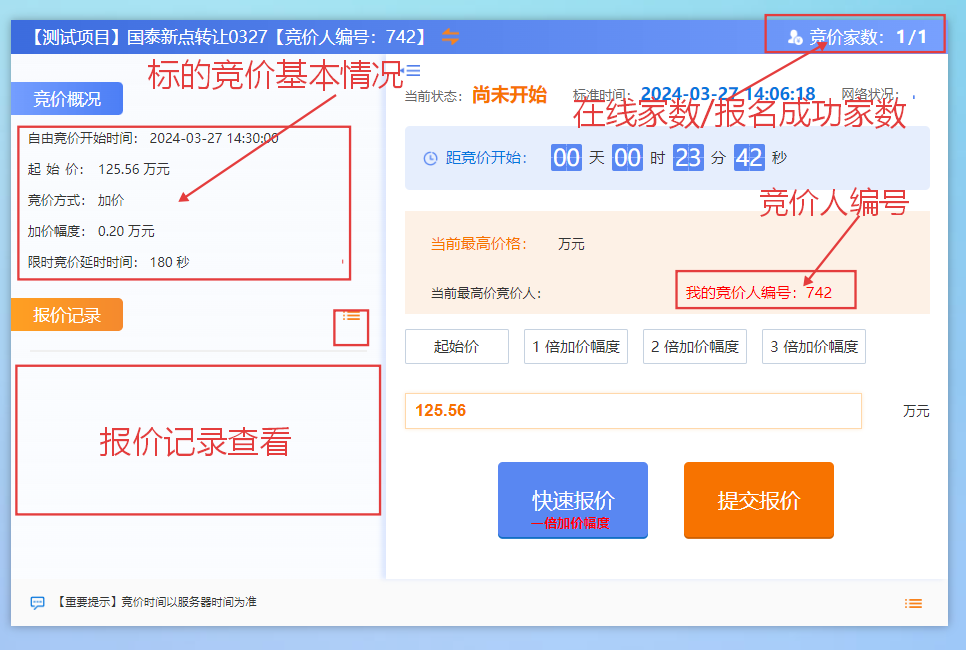 【测试项目】国泰新点转让0327【竞价人编号：742】
竞价家数：1/1
标的竞价基本情况
竞价概况
当前状态：尚未开始 标准时间：2024-03-27 14:06:18 网络状况：
在线家数/报名成功家数
自由竞价开始时间： 2024-03-27 14:30:00
起 始 价： 125.56 万元
竞价方式： 加价
加价幅度： 0.20 万元
限时竞价延时时间： 180 秒
距竞价开始： 00 天 00 时 23 分 42 秒
竞价人编号
当前最高价格： 万元
当前最高价竞价人：
我的竞价人编号：742
报价记录
报价记录查看
起始价 1 倍加价幅度 2 倍加价幅度 3 倍加价幅度
125.56 万元
快速报价
一倍加价幅度
提交报价
【重要提示】竞价时间以服务器时间为准